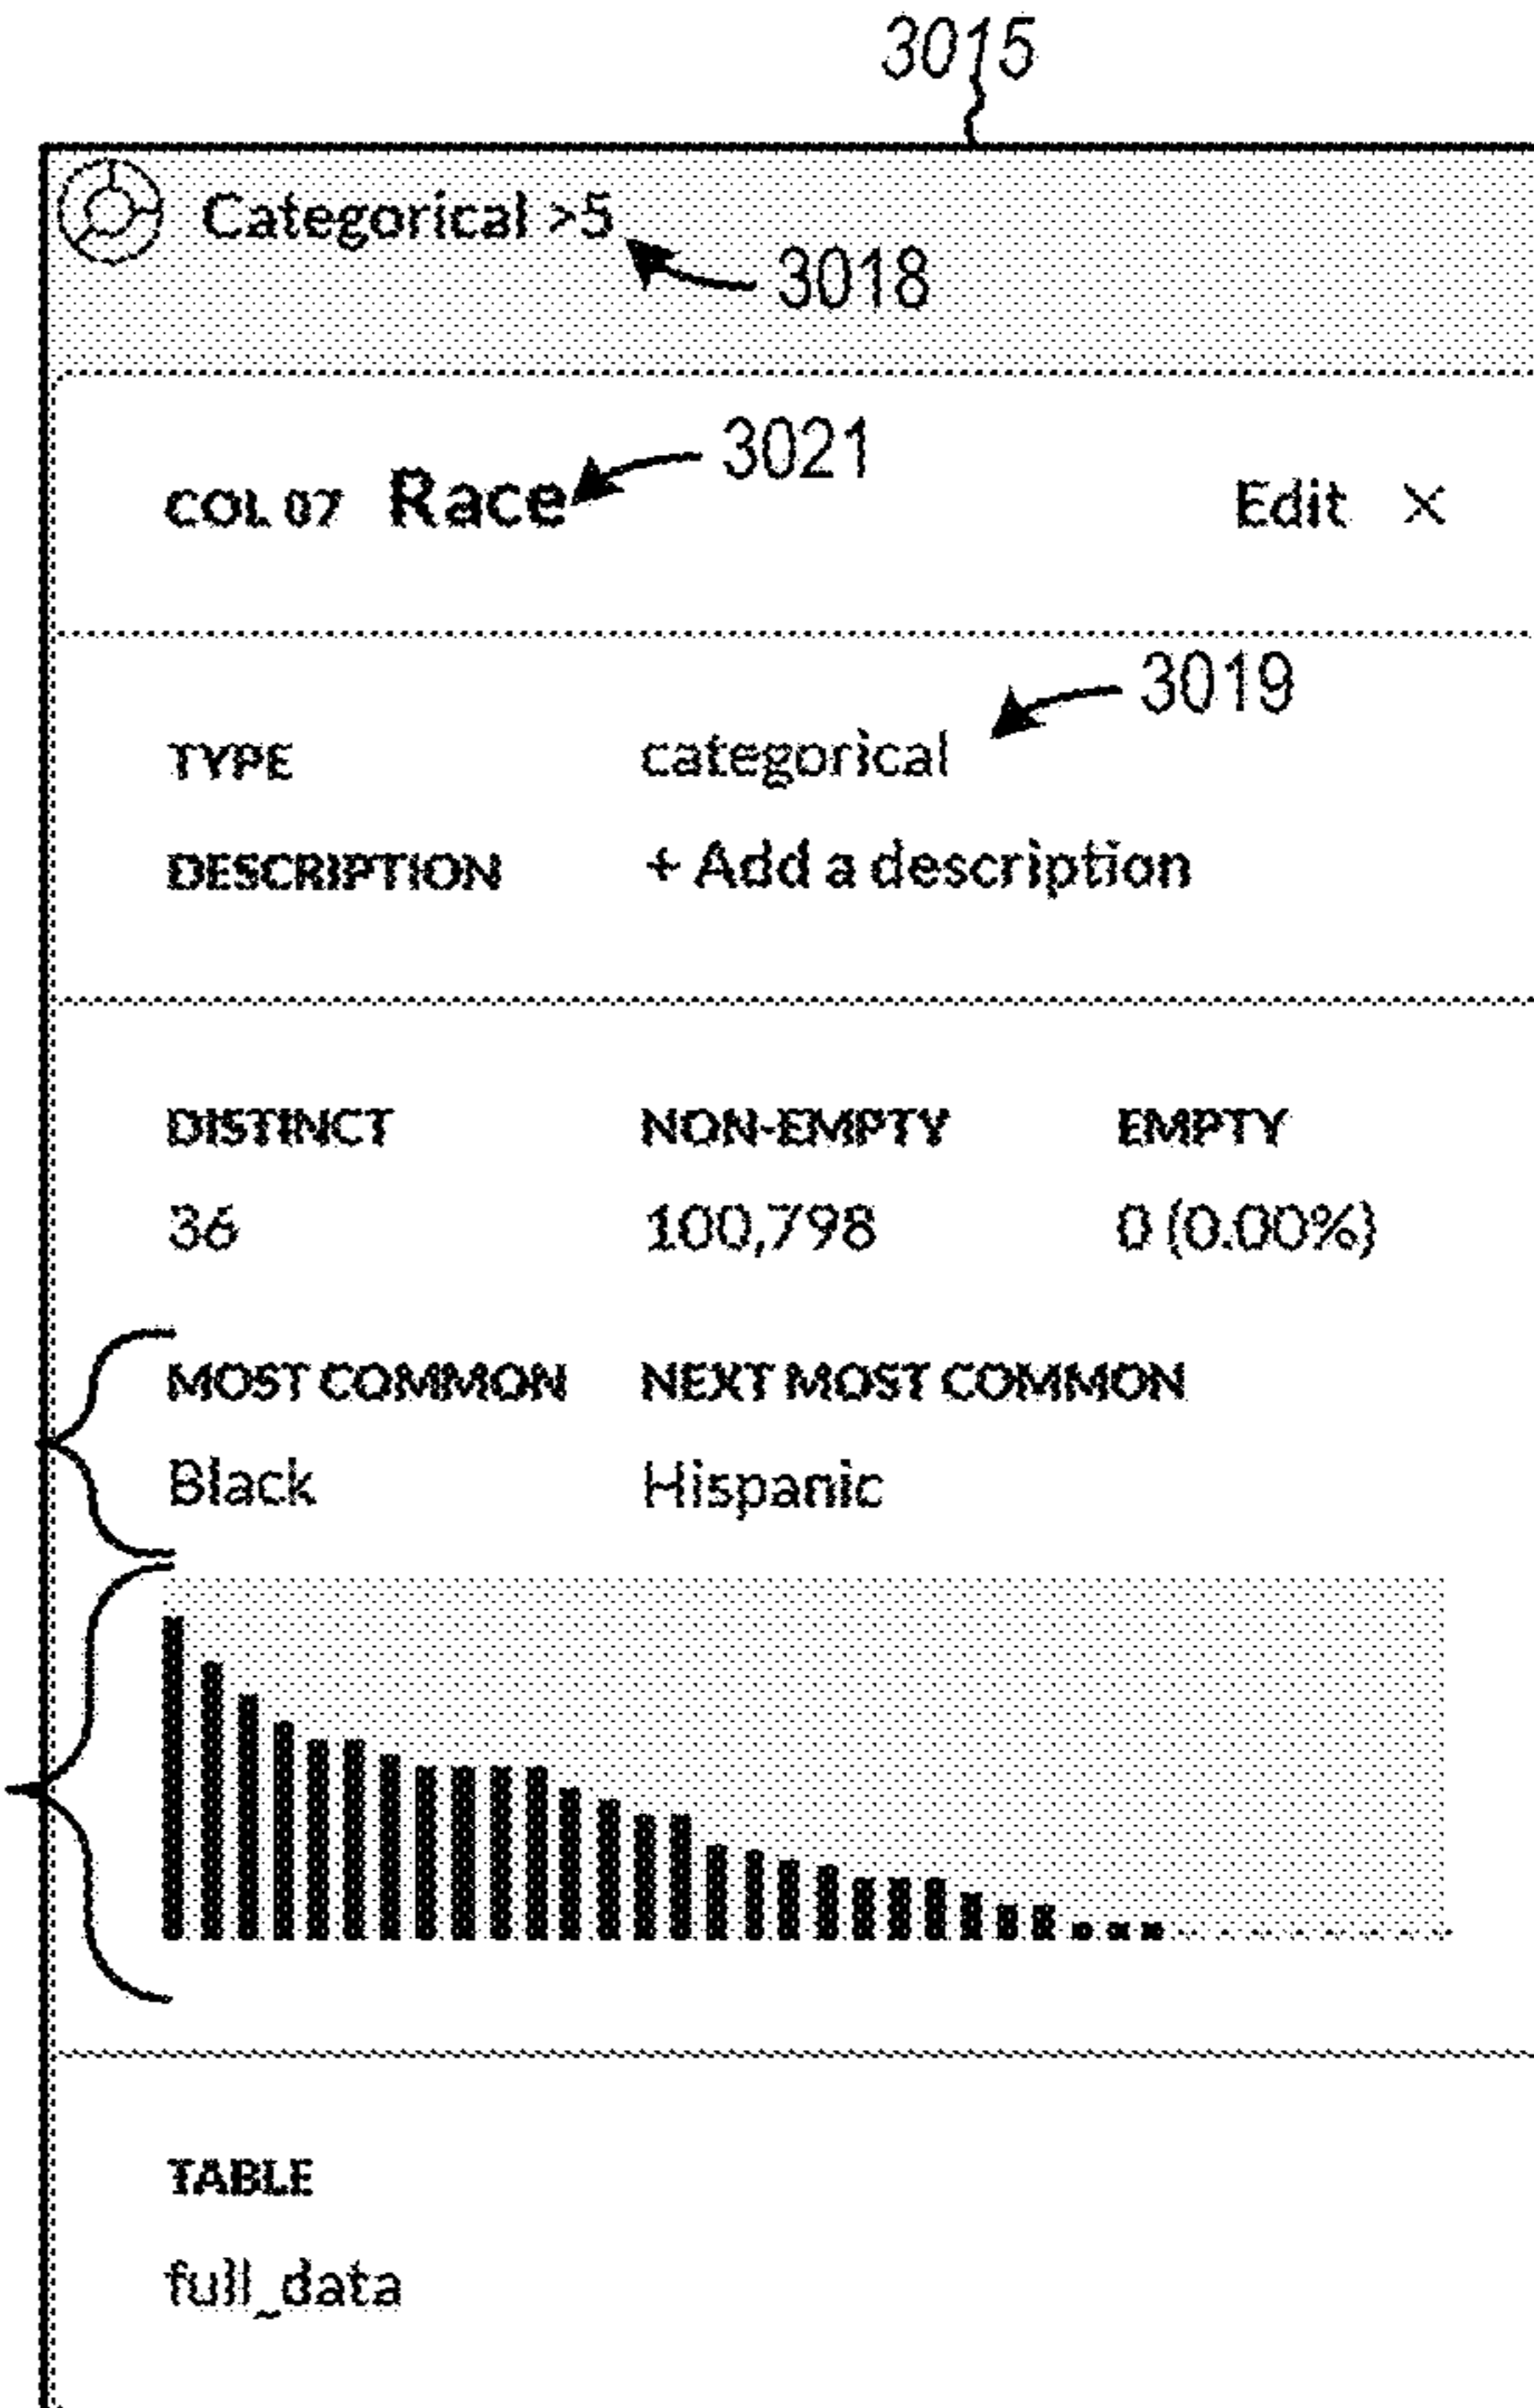 3015
Categorical >5
3018
COL 07 Race
3021
Edit ×
3019
TYPE categorical
DESCRIPTION + Add a description
DISTINCT NON-EMPTY EMPTY
36 100,798 0 (0.00%)
MOST COMMON NEXT MOST COMMON
Black Hispanic
TABLE
full_data